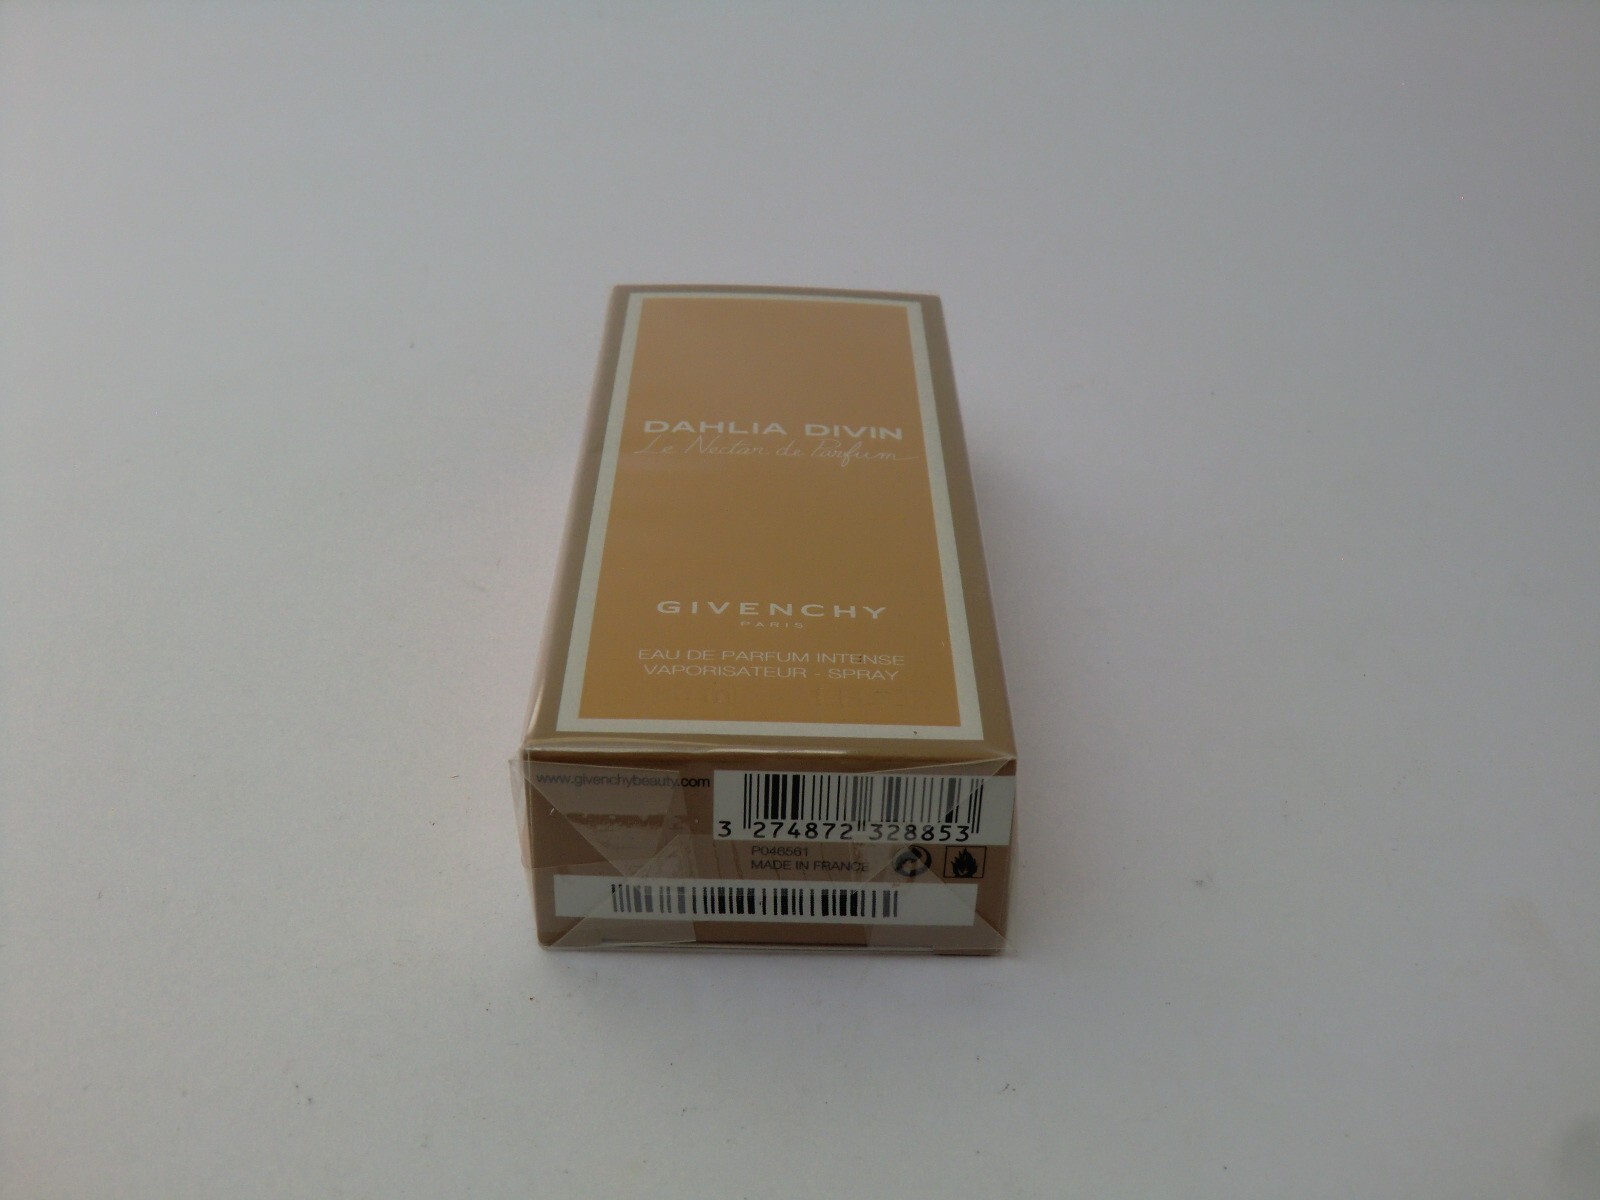 DAHLIA DIVIN
Le Nectar de Parfum
GIVENCHY
PARIS
EAU DE PARFUM INTENSE
VAPORISATEUR - SPRAY
www.givenchybeauty.com
3 274872 328853
P046561
MADE IN FRANCE